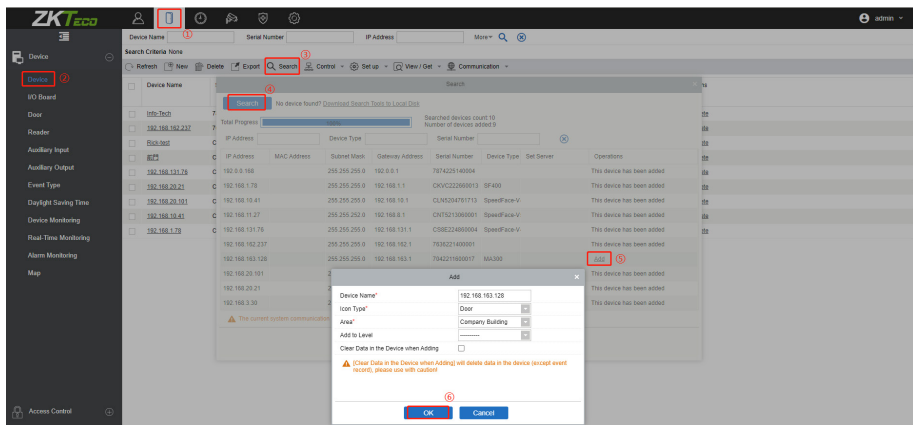 ZKTECO
admin
①
Device Name
Serial Number
IP Address
More
Search Criteria None
③
Refresh New Delete Export Search Control Set up View / Get Communication
Device
Device ②
I/O Board
Door
Reader
Auxiliary Input
Auxiliary Output
Event Type
Daylight Saving Time
Device Monitoring
Real-Time Monitoring
Alarm Monitoring
Map
Access Control
Device Name
Info-Tech
192.168.162.237
Rick-test
192.168.131.76
192.168.20.21
192.168.20.101
192.168.10.41
192.168.1.78
Search
④
Search No device found? Download Search Tools to Local Disk
Total Progress 100% Searched devices count:10
Number of devices added:9
IP Address Device Type Serial Number
IP Address MAC Address Subnet Mask Gateway Address Serial Number Device Type Set Server Operations
192.0.0.168 255.255.255.0 192.0.0.1 7874225140004 This device has been added
192.168.1.78 255.255.255.0 192.168.1.1 CKVC222060013 SF400 This device has been added
192.168.10.41 255.255.255.0 192.168.10.1 CLN5204761713 SpeedFace-V- This device has been added
192.168.11.27 255.255.252.0 192.168.8.1 CNT5213060001 SpeedFace-V- This device has been added
192.168.131.76 255.255.255.0 192.168.131.1 CS8E224860004 SpeedFace-V- This device has been added
192.168.162.237 255.255.255.0 192.168.162.1 7835221400001 This device has been added
192.168.163.128 255.255.255.0 192.168.163.1 7042211600017 MA300 Add ⑤
192.168.20.101 This device has been added
192.168.20.21 This device has been added
192.168.3.30 This device has been added
The current system communication
Add
Device Name* 192.168.163.128
Icon Type* Door
Area* Company Building
Add to Level ----------
Clear Data in the Device when Adding
[Clear Data in the Device when Adding] will delete data in the device (except event
record), please use with caution!
⑥
OK Cancel